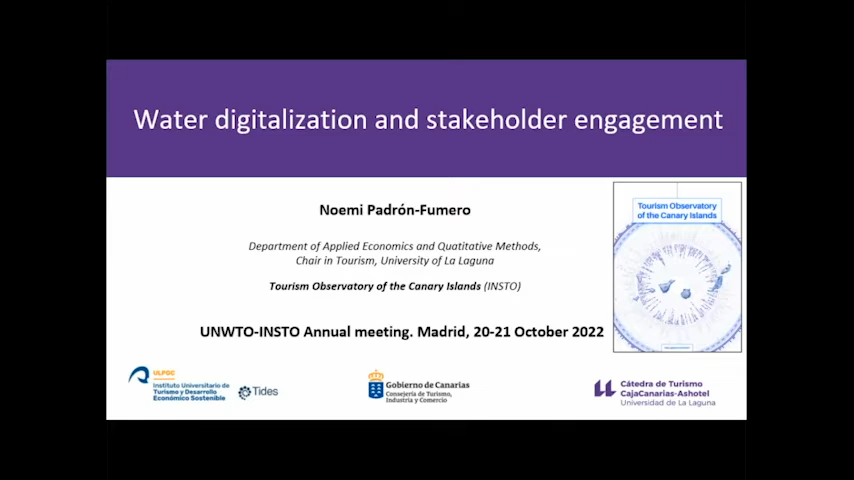 Water digitalization and stakeholder engagement
Noemi Padrón-Fumero
Department of Applied Economics and Quatitative Methods,
Chair in Tourism, University of La Laguna
Tourism Observatory of the Canary Islands (INSTO)
UNWTO-INSTO Annual meeting. Madrid, 20-21 October 2022
Tourism Observatory
of the Canary Islands
ULPGC
Instituto Universitario de
Turismo y Desarrollo
Económico Sostenible
Tides
Gobierno de Canarias
Consejería de Turismo,
Industria y Comercio
Cátedra de Turismo
CajaCanarias-Ashotel
Universidad de La Laguna